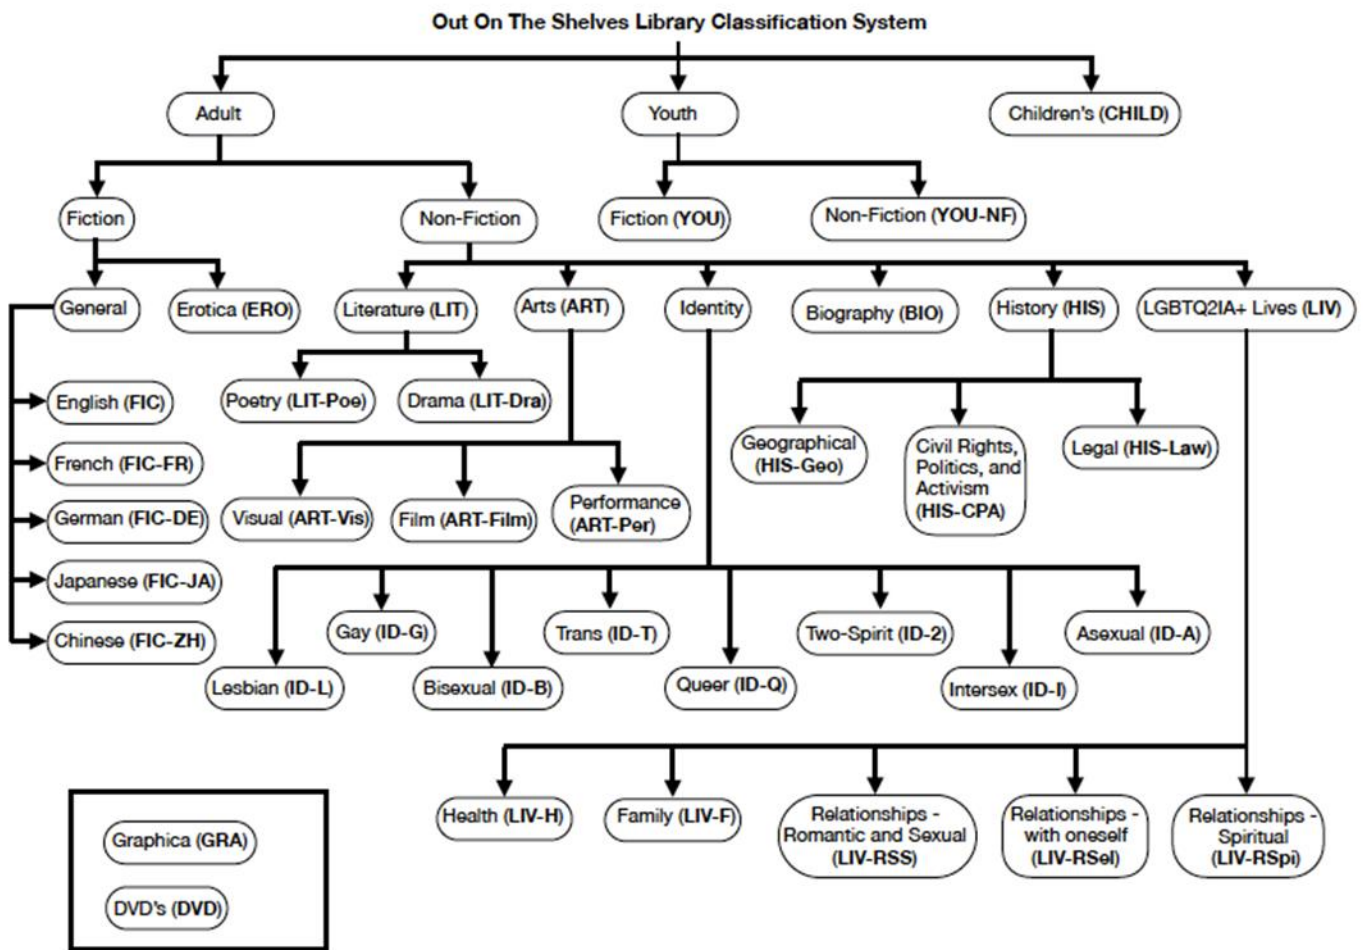 Out On The Shelves Library Classification System
Adult
Youth
Children's (CHILD)
Fiction
Non-Fiction
Fiction (YOU)
Non-Fiction (YOU-NF)
General
Erotica (ERO)
Literature (LIT)
Arts (ART)
Identity
Biography (BIO)
History (HIS)
LGBTQ2IA+ Lives (LIV)
English (FIC)
French (FIC-FR)
German (FIC-DE)
Japanese (FIC-JA)
Chinese (FIC-ZH)
Poetry (LIT-Poe)
Drama (LIT-Dra)
Visual (ART-Vis)
Film (ART-Film)
Performance
(ART-Per)
Geographical
(HIS-Geo)
Civil Rights,
Politics, and
Activism
(HIS-CPA)
Legal (HIS-Law)
Lesbian (ID-L)
Gay (ID-G)
Bisexual (ID-B)
Trans (ID-T)
Queer (ID-Q)
Two-Spirit (ID-2)
Intersex (ID-I)
Asexual (ID-A)
Health (LIV-H)
Family (LIV-F)
Relationships -
Romantic and Sexual
(LIV-RSS)
Relationships -
with oneself
(LIV-RSel)
Relationships -
Spiritual
(LIV-RSpi)
Graphica (GRA)
DVD's (DVD)